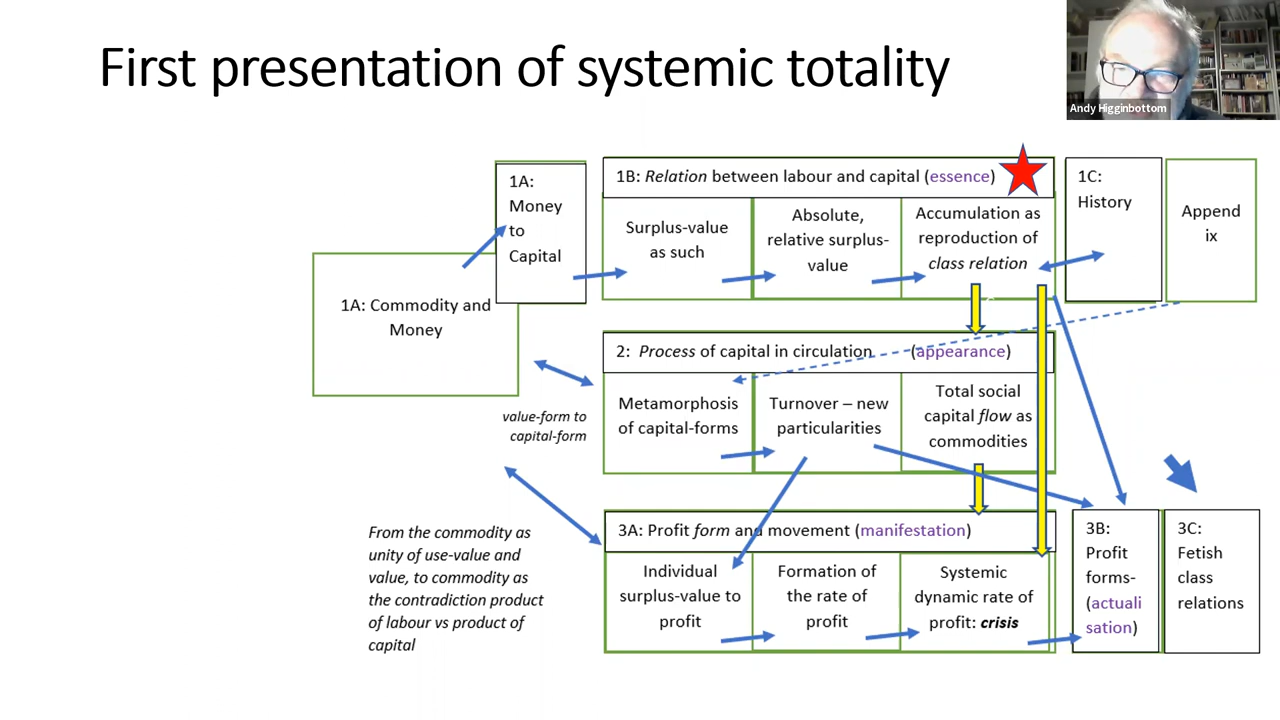 First presentation of systemic totality
Andy Higginbottom
1A:
Money
to
Capital
1B: Relation between labour and capital (essence)
1C:
History
Append
ix
Surplus-value
as such
Absolute,
relative surplus-
value
Accumulation as
reproduction of
class relation
1A: Commodity and
Money
2: Process of capital in circulation (appearance)
Metamorphosis
of capital-forms
Turnover – new
particularities
Total social
capital flow as
commodities
value-form to
capital-form
From the commodity as
unity of use-value and
value, to commodity as
the contradiction product
of labour vs product of
capital
3A: Profit form and movement (manifestation)
Individual
surplus-value to
profit
Formation of
the rate of
profit
Systemic
dynamic rate of
profit: crisis
3B:
Profit
forms-
(actuali
sation)
3C:
Fetish
class
relations